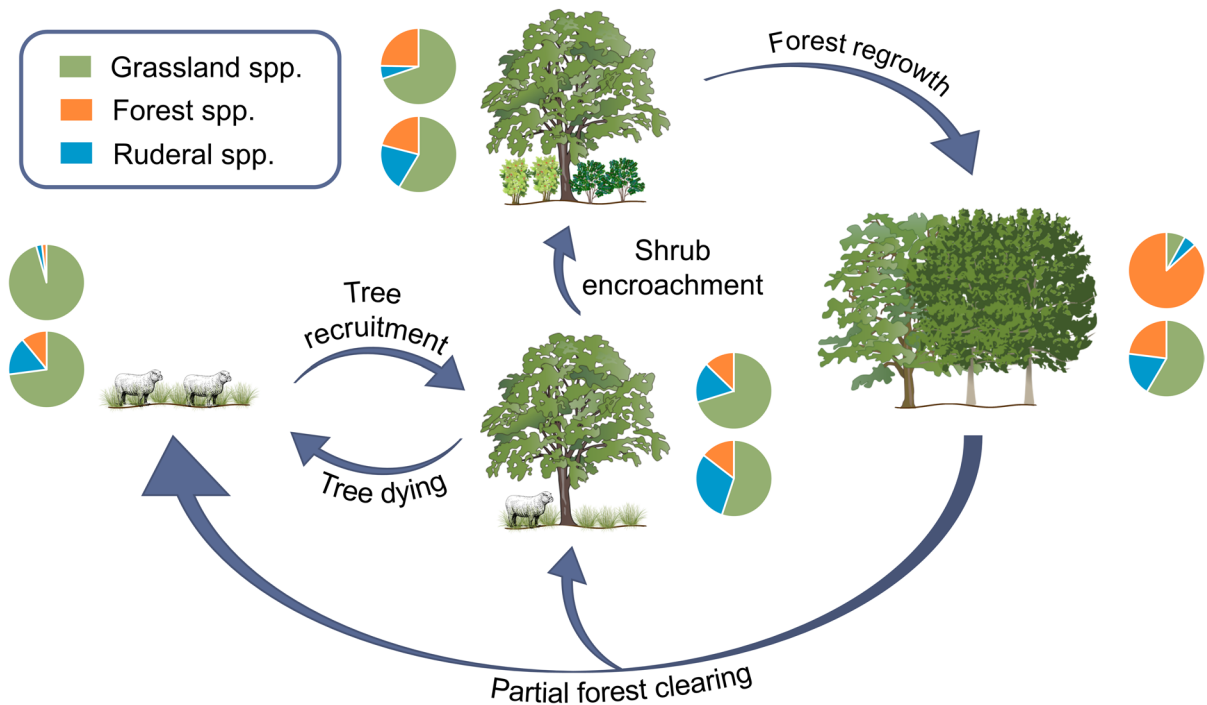 Grassland spp.
Forest spp.
Ruderal spp.
Forest regrowth
Shrub
encroachment
Tree
recruitment
Tree dying
Partial forest clearing